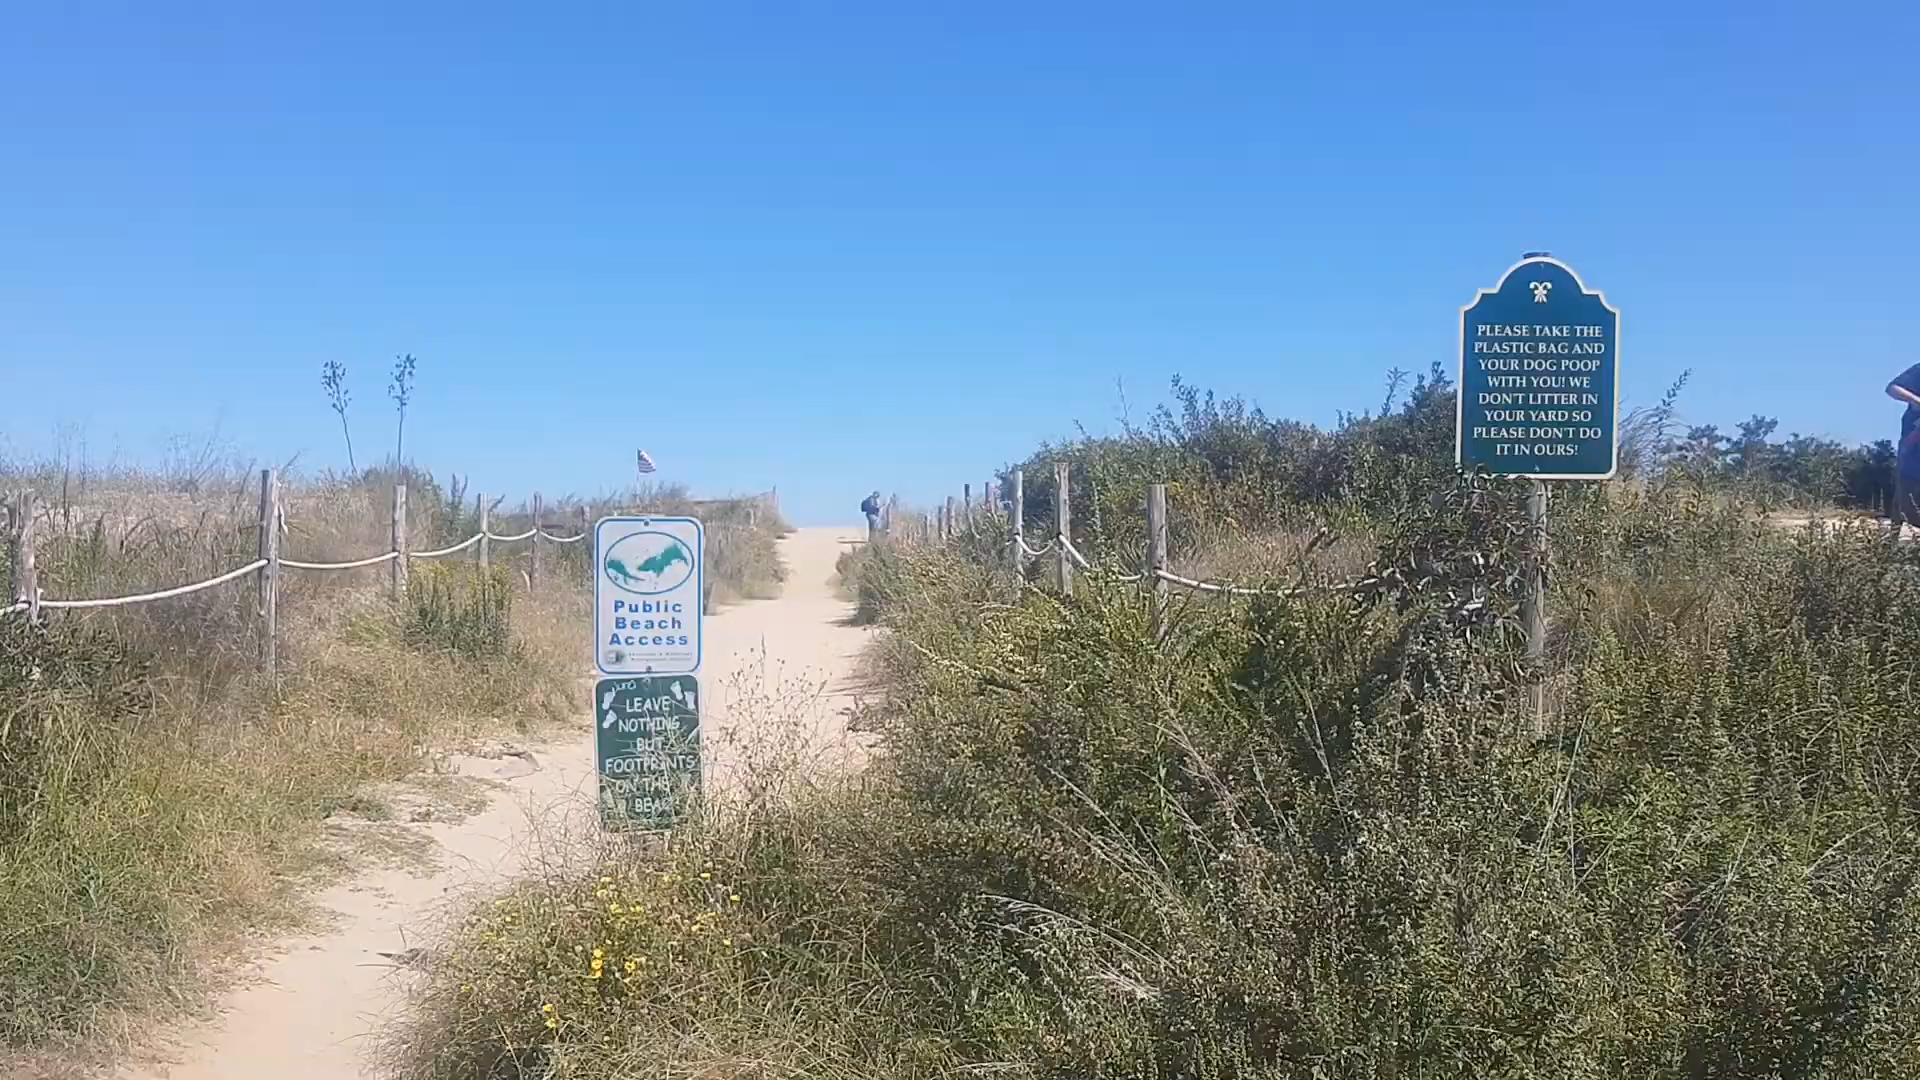 Public
Beach
Access
LEAVE
NOTHING
BUT
FOOTPRINTS
ON THE
BEACH
PLEASE TAKE THE
PLASTIC BAG AND
YOUR DOG POOP
WITH YOU! WE
DON'T LITTER IN
YOUR YARD SO
PLEASE DON'T DO
IT IN OURS!